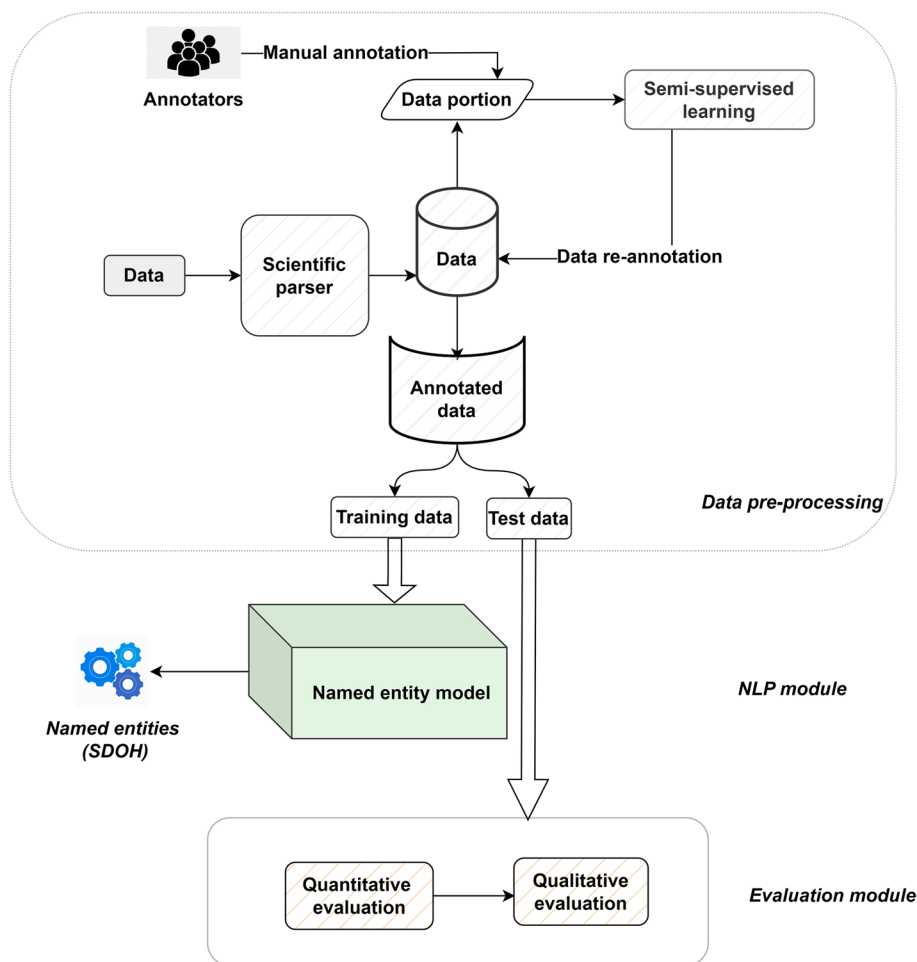 Manual annotation
Annotators
Data portion
Semi-supervised
learning
Data
Scientific
parser
Data
Data re-annotation
Annotated
data
Training data
Test data
Data pre-processing
Named entity model
NLP module
Named entities
(SDOH)
Quantitative
evaluation
Qualitative
evaluation
Evaluation module